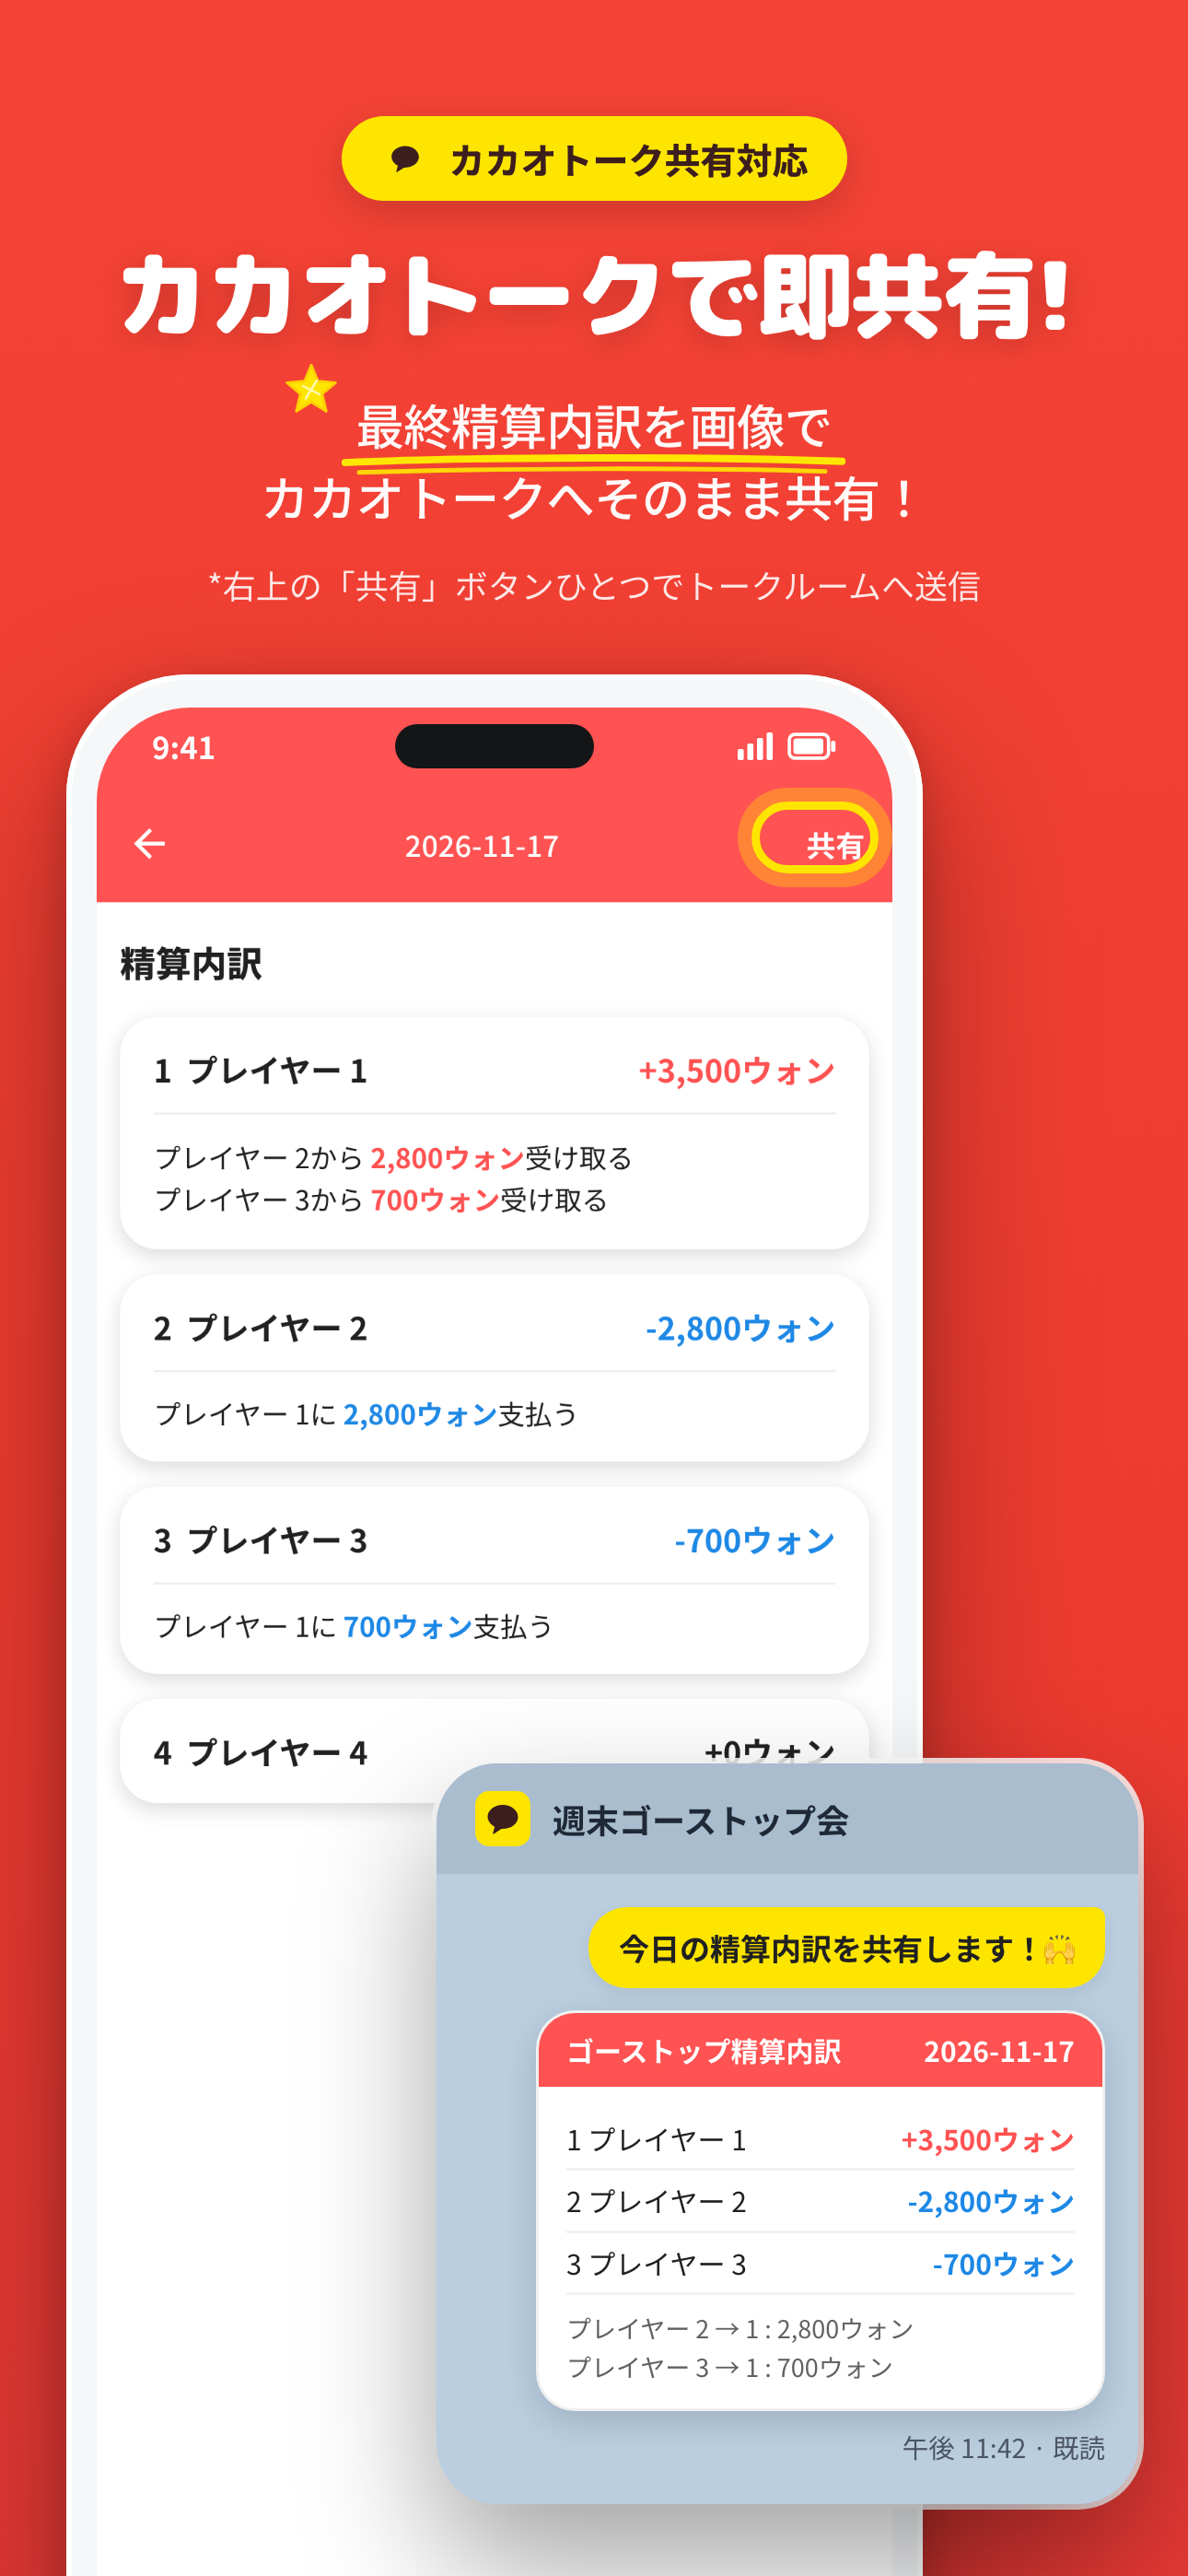 カカオトーク共有対応
カカオトークで即共有!
最終精算内訳を画像で
カカオトークへそのまま共有！
*右上の「共有」ボタンひとつでトークルームへ送信
9:41
2026-11-17
共有
精算内訳
1 プレイヤー 1 +3,500ウォン
プレイヤー 2から 2,800ウォン受け取る
プレイヤー 3から 700ウォン受け取る
2 プレイヤー 2 -2,800ウォン
プレイヤー 1に 2,800ウォン支払う
3 プレイヤー 3 -700ウォン
プレイヤー 1に 700ウォン支払う
4 プレイヤー 4 +0ウォン
週末ゴーストップ会
今日の精算内訳を共有します！🙌
ゴーストップ精算内訳 2026-11-17
1 プレイヤー 1 +3,500ウォン
2 プレイヤー 2 -2,800ウォン
3 プレイヤー 3 -700ウォン
プレイヤー 2 → 1 : 2,800ウォン
プレイヤー 3 → 1 : 700ウォン
午後 11:42 · 既読